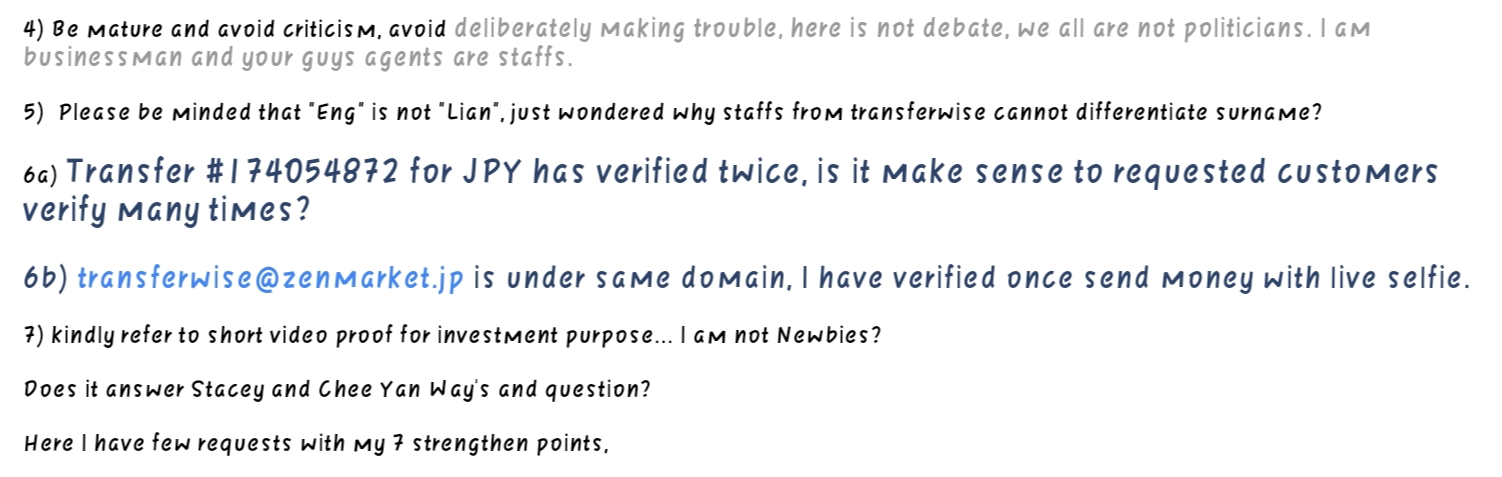 4) Be Mature and avoid criticism, avoid deliberately making trouble, here is not debate, we all are not politicians. I am
businessman and your guys agents are staffs.
5) Please be minded that "Eng" is not "Lian", just wondered why staffs from transferwise cannot differentiate surname?
6a) Transfer #174054872 for JPY has verified twice, is it make sense to requested customers
verify many times?
6b) transferwise@zenmarket.jp is under same domain, I have verified once send money with live selfie.
7) kindly refer to short video proof for investment purpose... I am not Newbies?
Does it answer Stacey and Chee Yan Way's and question?
Here I have few requests with my 7 strengthen points,